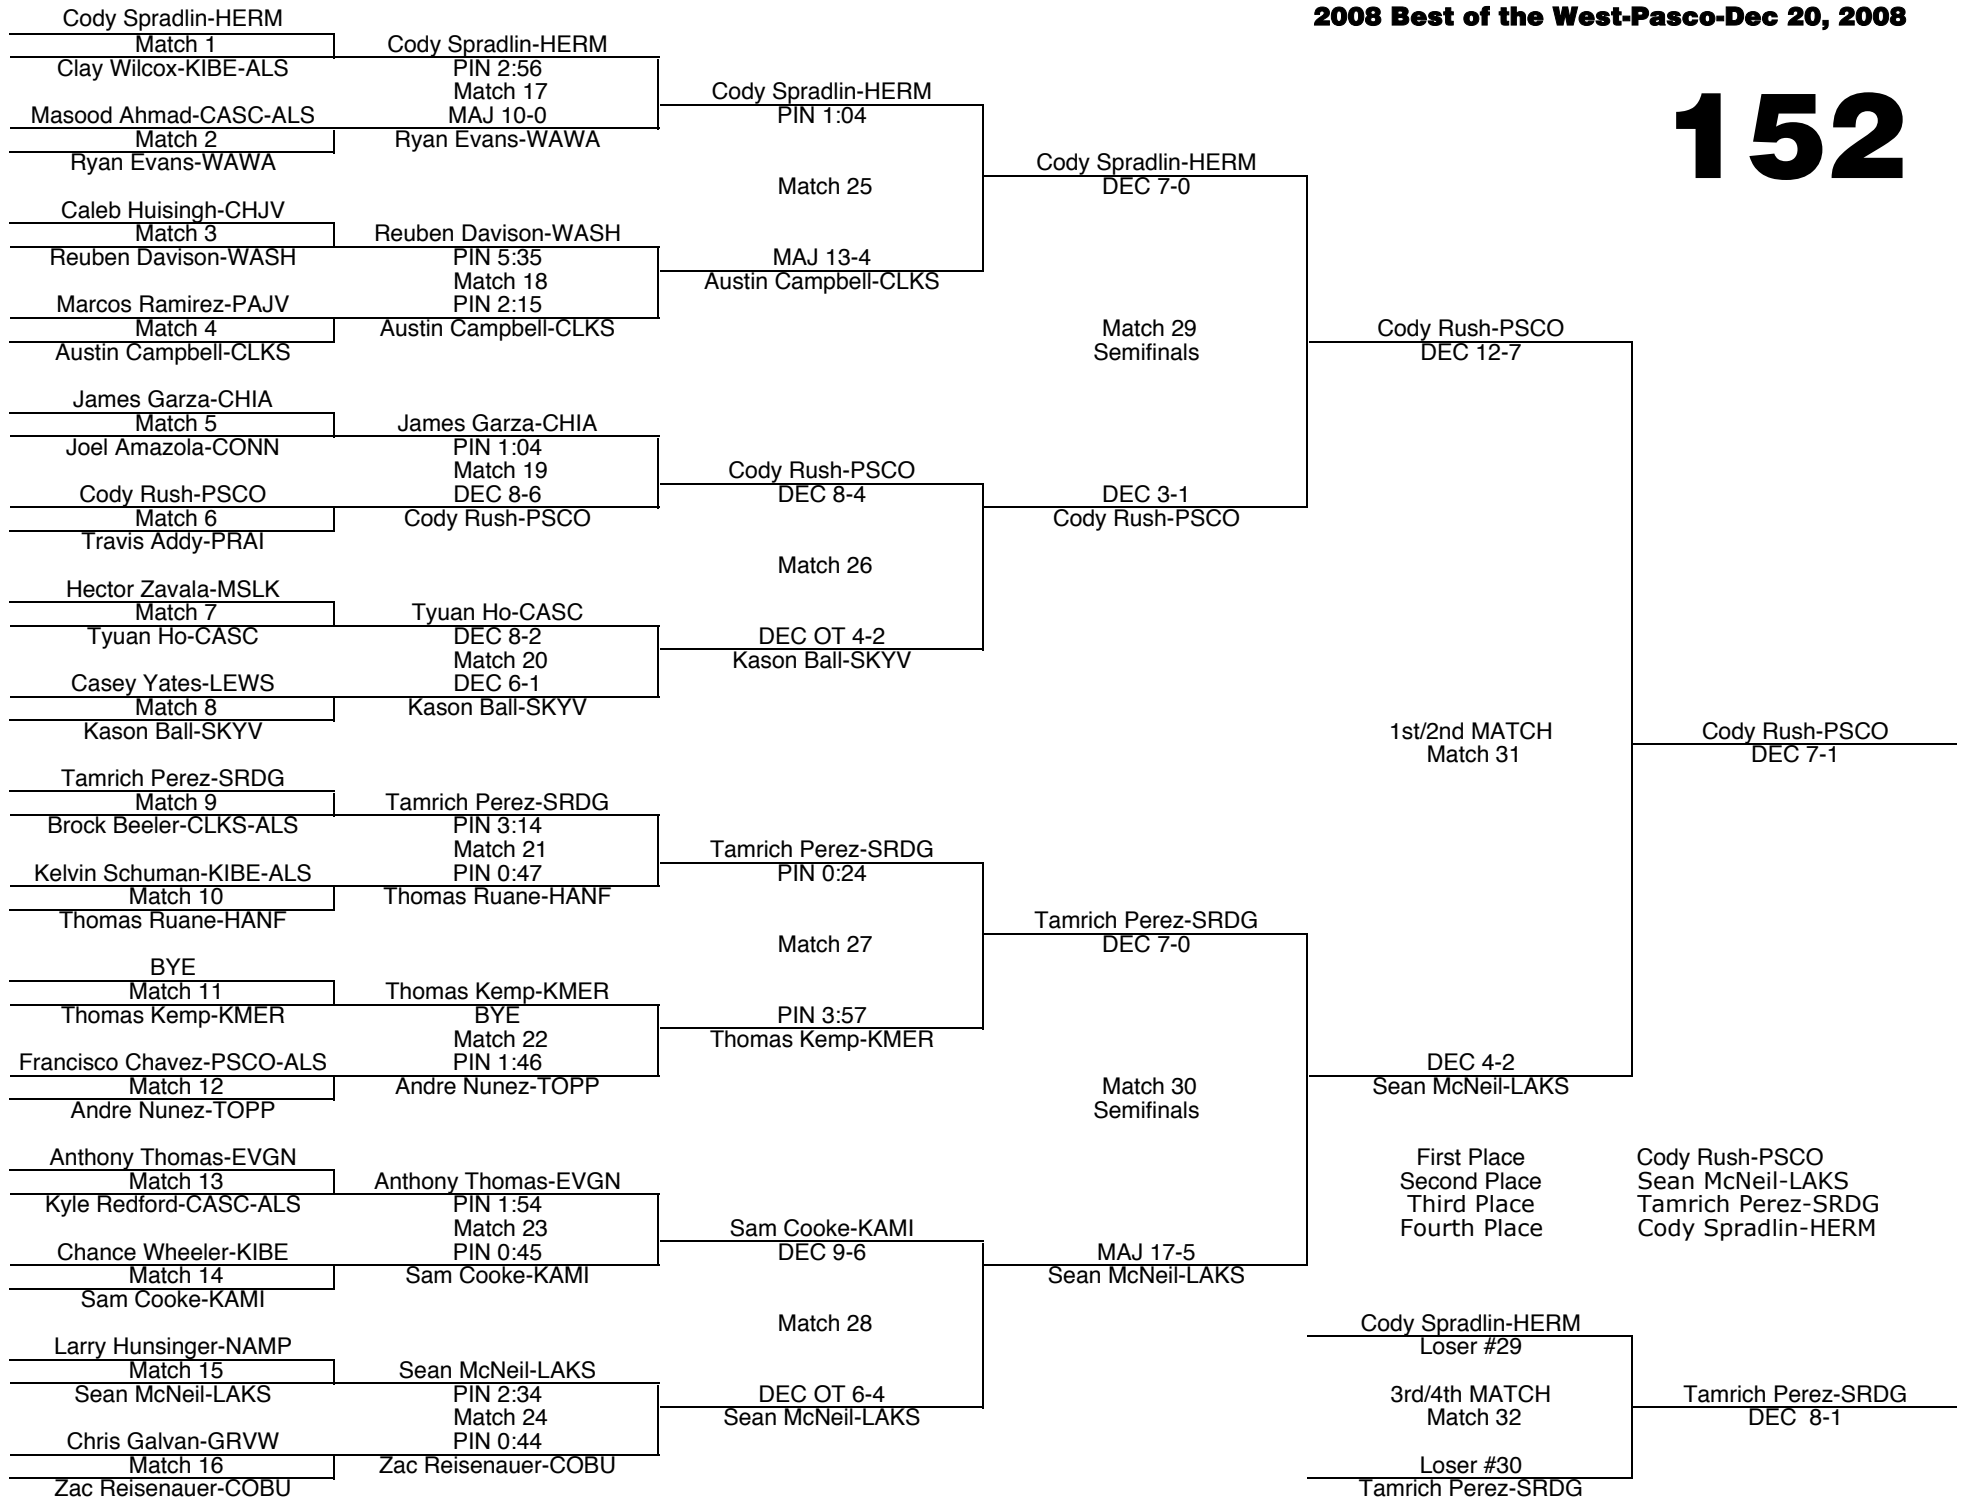 2008 Best of the West-Pasco-Dec 20, 2008
152
Cody Spradlin-HERM
Match 1
Clay Wilcox-KIBE-ALS
Masood Ahmad-CASC-ALS
Match 2
Ryan Evans-WAWA
Caleb Huisingh-CHJV
Match 3
Reuben Davison-WASH
Marcos Ramirez-PAJV
Match 4
Austin Campbell-CLKS
James Garza-CHIA
Match 5
Joel Amazola-CONN
Cody Rush-PSCO
Match 6
Travis Addy-PRAI
Hector Zavala-MSLK
Match 7
Tyuan Ho-CASC
Casey Yates-LEWS
Match 8
Kason Ball-SKYV
Tamrich Perez-SRDG
Match 9
Brock Beeler-CLKS-ALS
Kelvin Schuman-KIBE-ALS
Match 10
Thomas Ruane-HANF
BYE
Match 11
Thomas Kemp-KMER
Francisco Chavez-PSCO-ALS
Match 12
Andre Nunez-TOPP
Anthony Thomas-EVGN
Match 13
Kyle Redford-CASC-ALS
Chance Wheeler-KIBE
Match 14
Sam Cooke-KAMI
Larry Hunsinger-NAMP
Match 15
Sean McNeil-LAKS
Chris Galvan-GRVW
Match 16
Zac Reisenauer-COBU
Cody Spradlin-HERM
PIN 2:56
Match 17
MAJ 10-0
Ryan Evans-WAWA
Reuben Davison-WASH
PIN 5:35
Match 18
PIN 2:15
Austin Campbell-CLKS
James Garza-CHIA
PIN 1:04
Match 19
DEC 8-6
Cody Rush-PSCO
Tyuan Ho-CASC
DEC 8-2
Match 20
DEC 6-1
Kason Ball-SKYV
Tamrich Perez-SRDG
PIN 3:14
Match 21
PIN 0:47
Thomas Ruane-HANF
Thomas Kemp-KMER
BYE
Match 22
PIN 1:46
Andre Nunez-TOPP
Anthony Thomas-EVGN
PIN 1:54
Match 23
PIN 0:45
Sam Cooke-KAMI
Sean McNeil-LAKS
PIN 2:34
Match 24
PIN 0:44
Zac Reisenauer-COBU
Cody Spradlin-HERM
PIN 1:04
Match 25
MAJ 13-4
Austin Campbell-CLKS
Cody Rush-PSCO
DEC 8-4
Match 26
DEC OT 4-2
Kason Ball-SKYV
Tamrich Perez-SRDG
PIN 0:24
Match 27
PIN 3:57
Thomas Kemp-KMER
Sam Cooke-KAMI
DEC 9-6
Match 28
DEC OT 6-4
Sean McNeil-LAKS
Cody Spradlin-HERM
DEC 7-0
Match 29
Semifinals
DEC 3-1
Cody Rush-PSCO
Tamrich Perez-SRDG
DEC 7-0
Match 30
Semifinals
MAJ 17-5
Sean McNeil-LAKS
Cody Rush-PSCO
DEC 12-7
1st/2nd MATCH
Match 31
DEC 4-2
Sean McNeil-LAKS
Cody Rush-PSCO
DEC 7-1
First Place Cody Rush-PSCO
Second Place Sean McNeil-LAKS
Third Place Tamrich Perez-SRDG
Fourth Place Cody Spradlin-HERM
Cody Spradlin-HERM
Loser #29
3rd/4th MATCH
Match 32
Loser #30
Tamrich Perez-SRDG
Tamrich Perez-SRDG
DEC 8-1